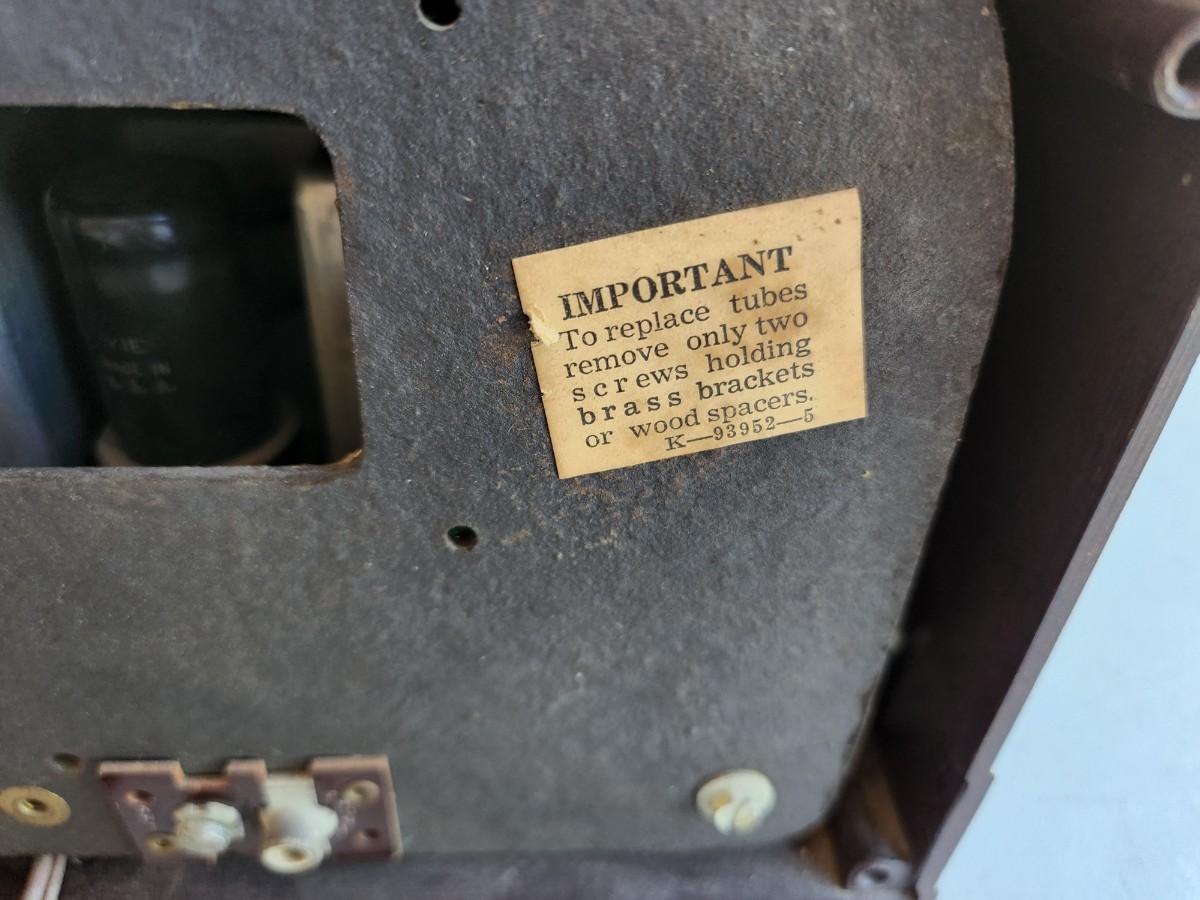 IMPORTANT
To replace tubes
remove only two
screws holding
brass brackets
or wood spacers.
K—93952—5